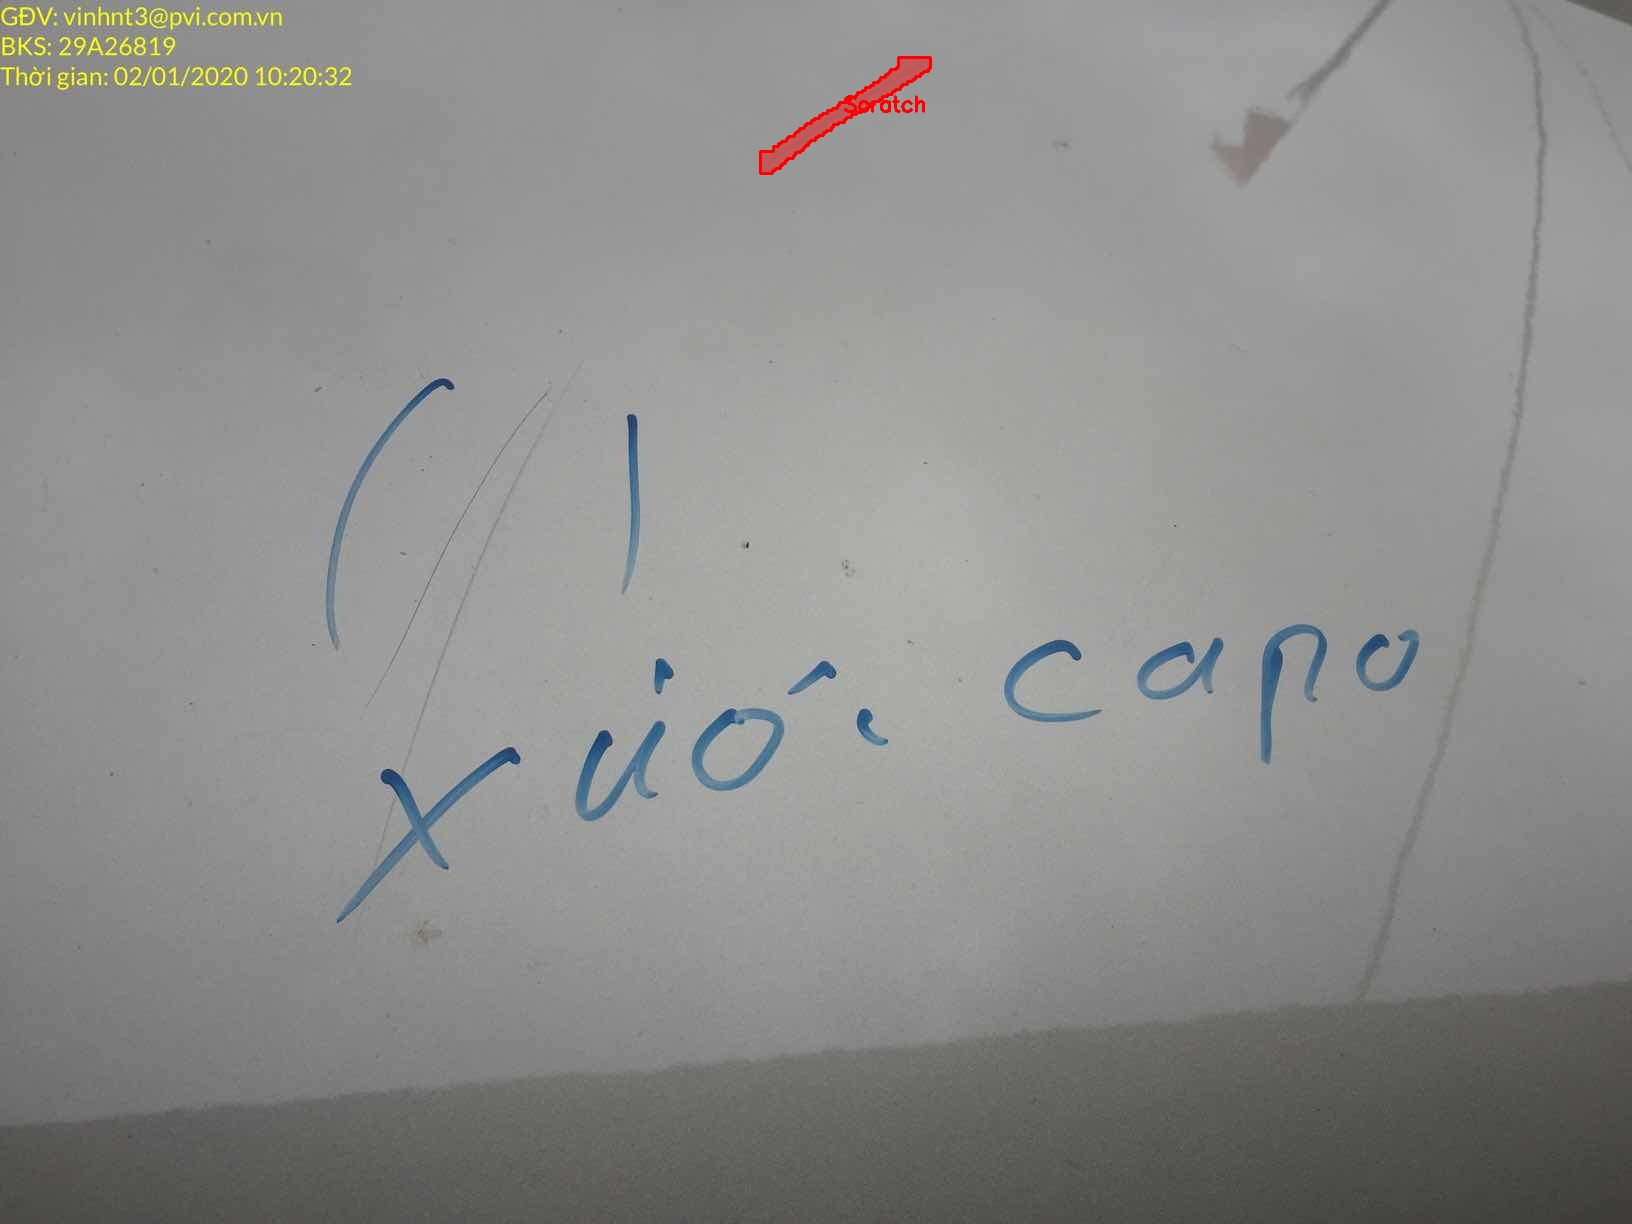 GĐV: vinhnt3@pvi.com.vn
BKS: 29A26819
Thời gian: 02/01/2020 10:20:32
Scratch
xước capo